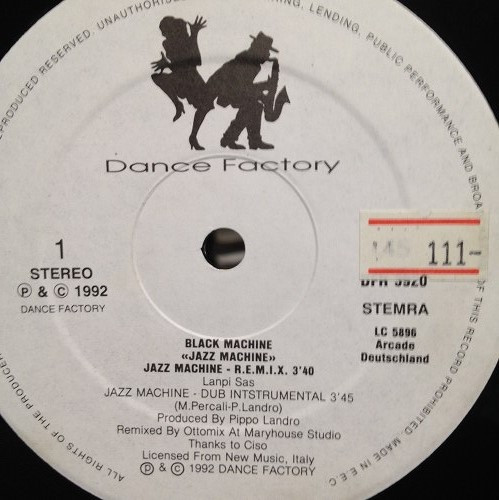 REPRODUCED RESERVED. UNAUTHORISED
LENDING, PUBLIC PERFORMANCE AND
OF THIS RECORD PROHIBITED. MADE IN E.E.C.
ALL RIGHTS OF THE PRODUCER
Dance Factory
1
STEREO
Ⓟ & © 1992
DANCE FACTORY
111-
STEMRA
LC 5896
Arcade
Deutschland
BLACK MACHINE
«JAZZ MACHINE»
JAZZ MACHINE - R.E.M.I.X. 3'40
Lanpi Sas
JAZZ MACHINE - DUB INTSTRUMENTAL 3'45
(M.Percali-P.Landro)
Produced By Pippo Landro
Remixed By Ottomix At Maryhouse Studio
Thanks to Ciso
Licensed From New Music, Italy
Ⓟ & © 1992 DANCE FACTORY